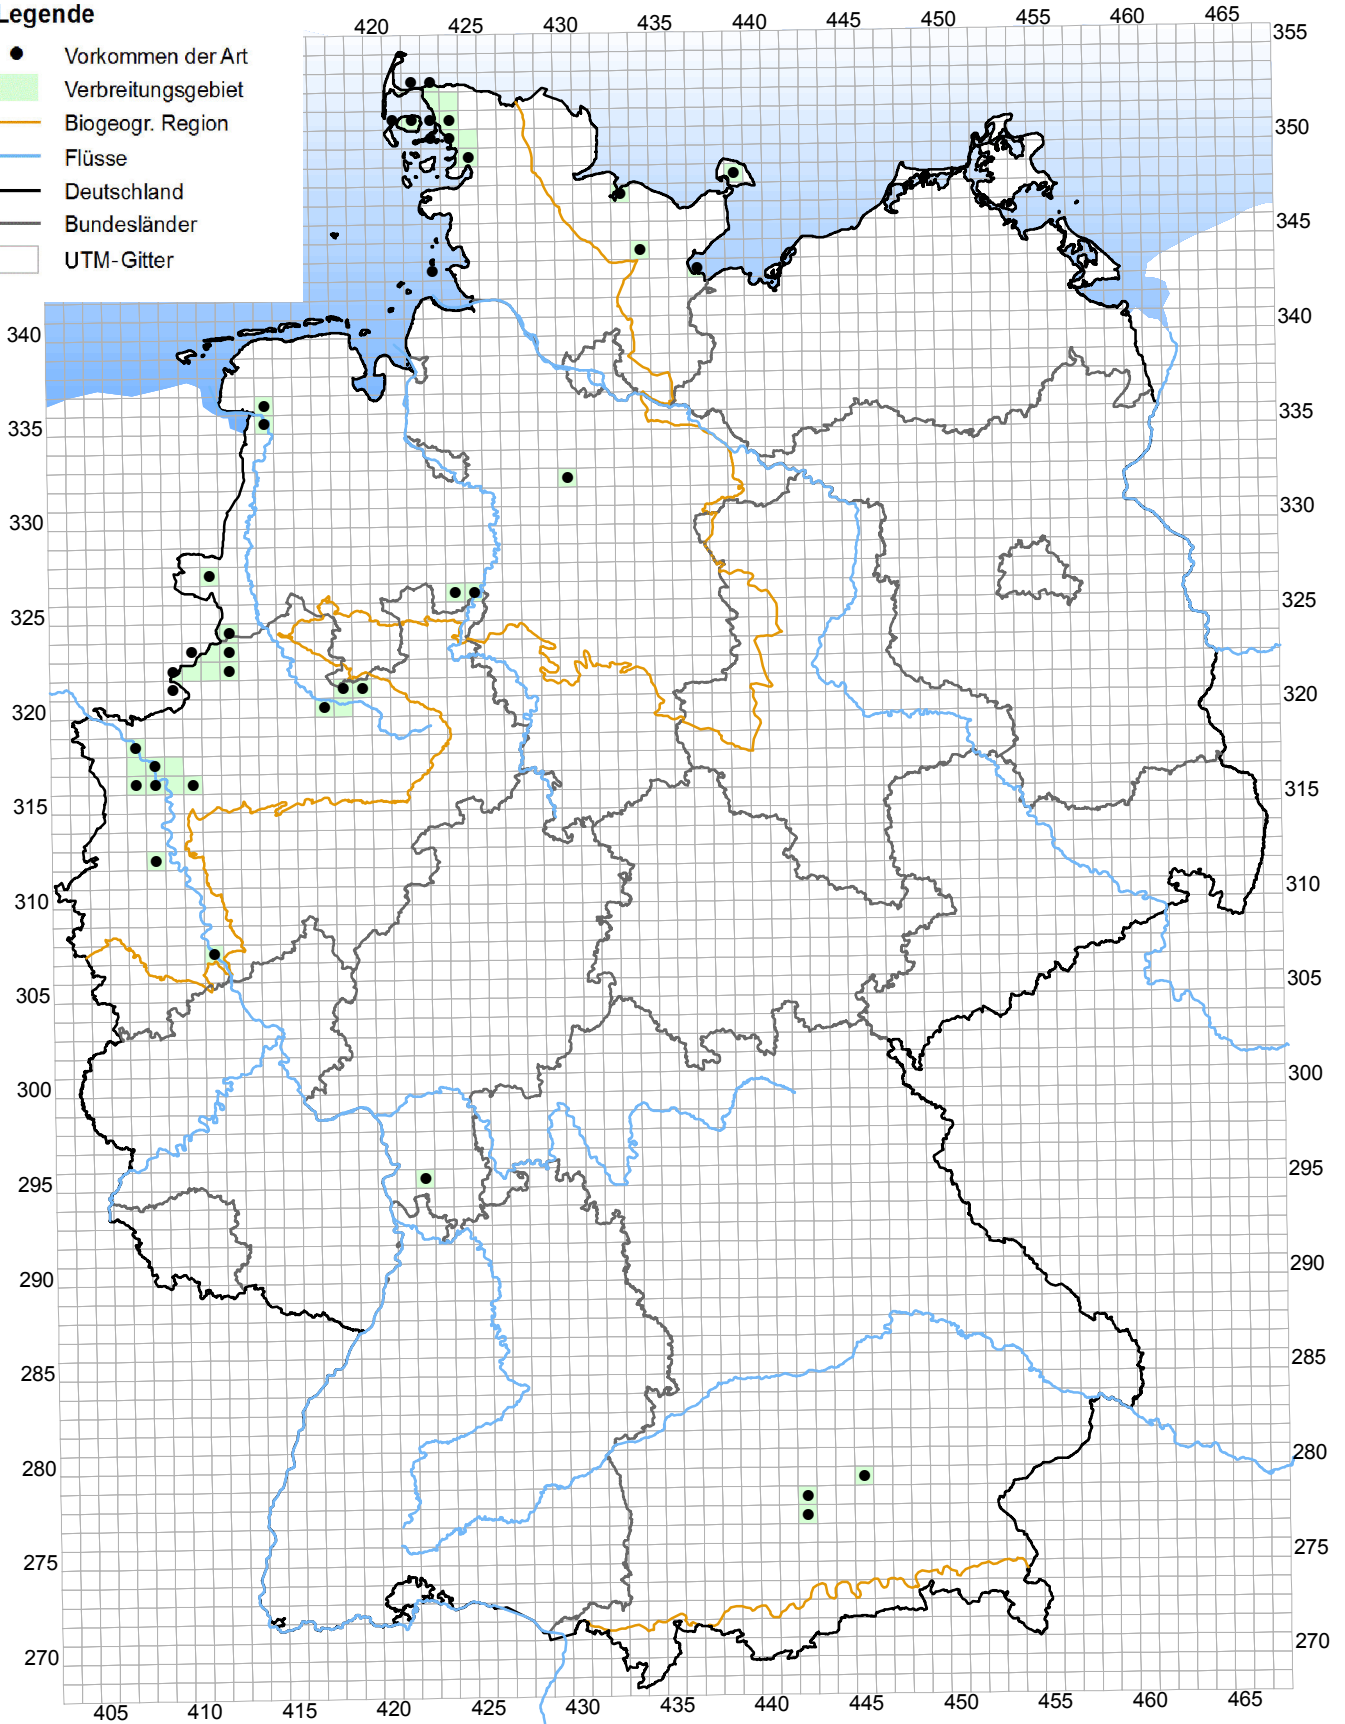 Legende
Vorkommen der Art
Verbreitungsgebiet
Biogeogr. Region
Flüsse
Deutschland
Bundesländer
UTM-Gitter
420 425 430 435 440 445 450 455 460 465
355
350
345
340 340
335 335
330 330
325 325
320 320
315 315
310 310
305 305
300 300
295 295
290 290
285 285
280 280
275 275
270 270
405 410 415 420 425 430 435 440 445 450 455 460 465